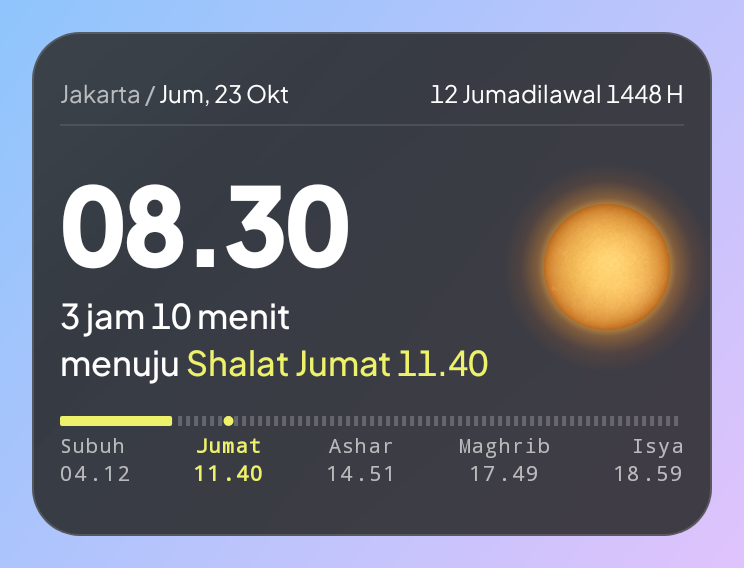 Jakarta / Jum, 23 Okt
12 Jumadilawal 1448 H
08.30
3 jam 10 menit
menuju Shalat Jumat 11.40
Subuh Jumat Ashar Maghrib Isya
04.12 11.40 14.51 17.49 18.59